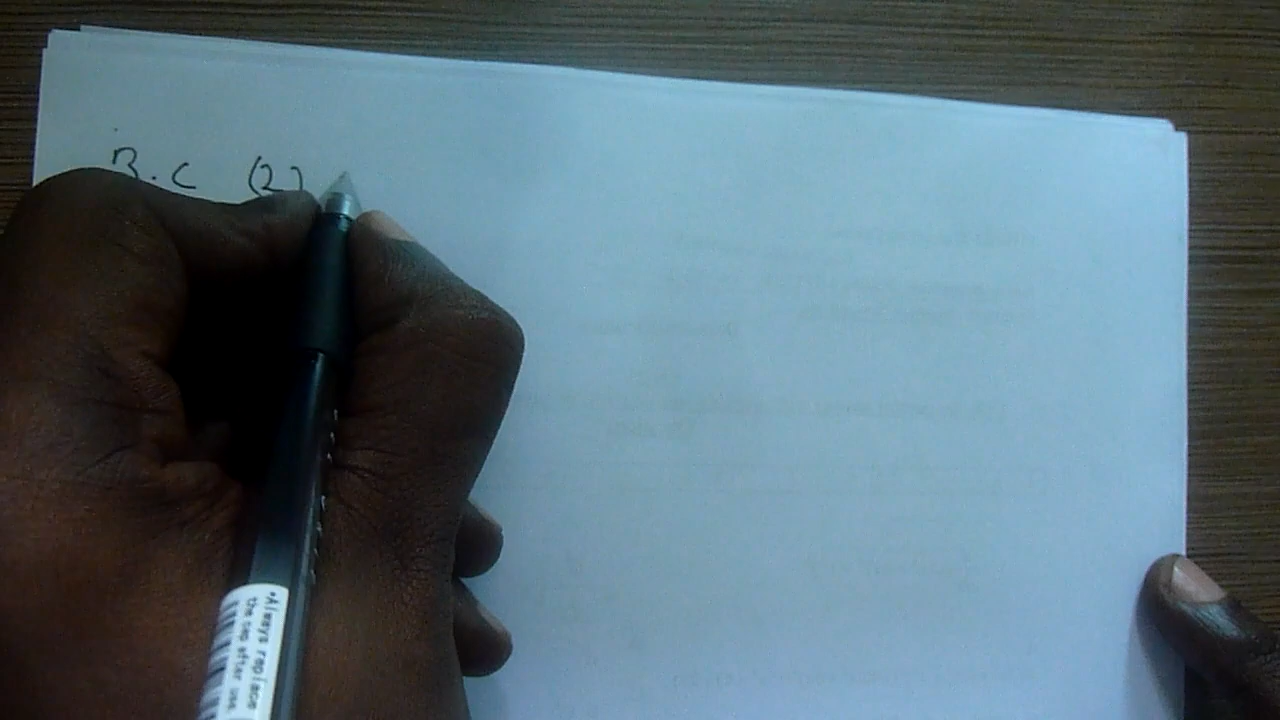 B.C (2)
*Always replace
the cap after use.